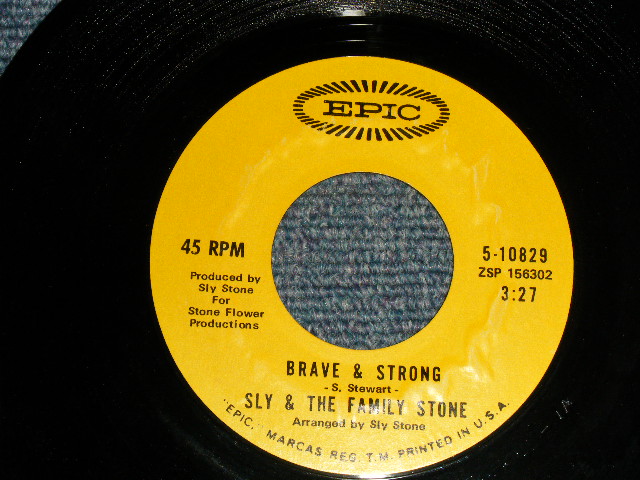 EPIC
45 RPM
Produced by
Sly Stone
For
Stone Flower
Productions
5-10829
ZSP 156302
3:27
BRAVE & STRONG
- S. Stewart -
SLY & THE FAMILY STONE
Arranged by Sly Stone
"EPIC," MARCAS REG. T.M. PRINTED IN U.S.A.
- 1A